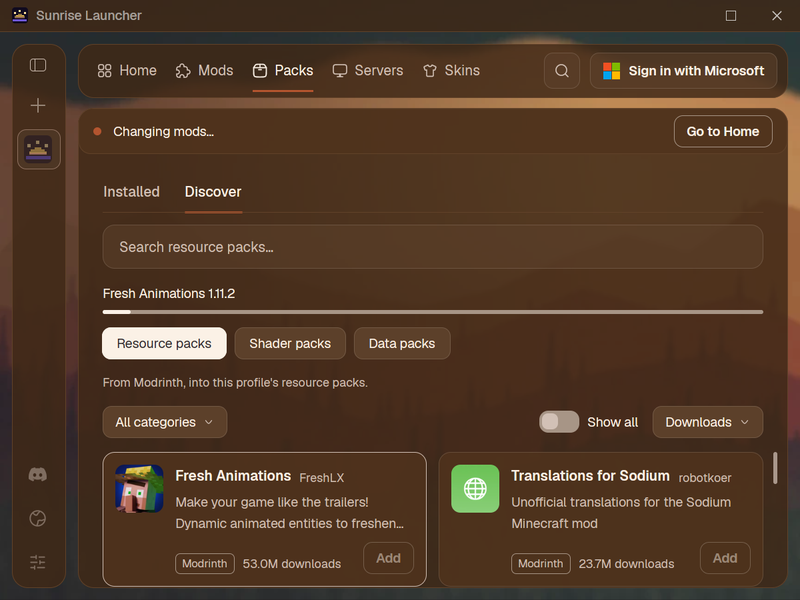 Sunrise Launcher
Home
Mods
Packs
Servers
Skins
Sign in with Microsoft
Changing mods...
Go to Home
Installed
Discover
Search resource packs...
Fresh Animations 1.11.2
Resource packs
Shader packs
Data packs
From Modrinth, into this profile's resource packs.
All categories
Show all
Downloads
Fresh Animations FreshLX
Make your game like the trailers!
Dynamic animated entities to freshen...
Modrinth 53.0M downloads
Add
Translations for Sodium robotkoer
Unofficial translations for the Sodium
Minecraft mod
Modrinth 23.7M downloads
Add